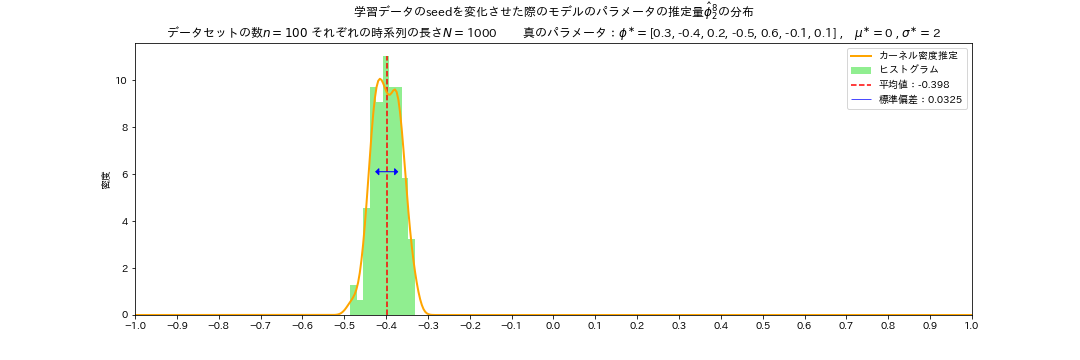 学習データのseedを変化させた際のモデルのパラメータの推定量$\hat{\phi}_2^8$の分布
データセットの数n = 100 それぞれの時系列の長さN = 1000 真のパラメータ：ϕ* = [0.3, -0.4, 0.2, -0.5, 0.6, -0.1, 0.1] , μ* = 0 , σ* = 2
カーネル密度推定
ヒストグラム
平均値：-0.398
標準偏差：0.0325
密度
10
8
6
4
2
0
−1.0 −0.9 −0.8 −0.7 −0.6 −0.5 −0.4 −0.3 −0.2 −0.1 0.0 0.1 0.2 0.3 0.4 0.5 0.6 0.7 0.8 0.9 1.0